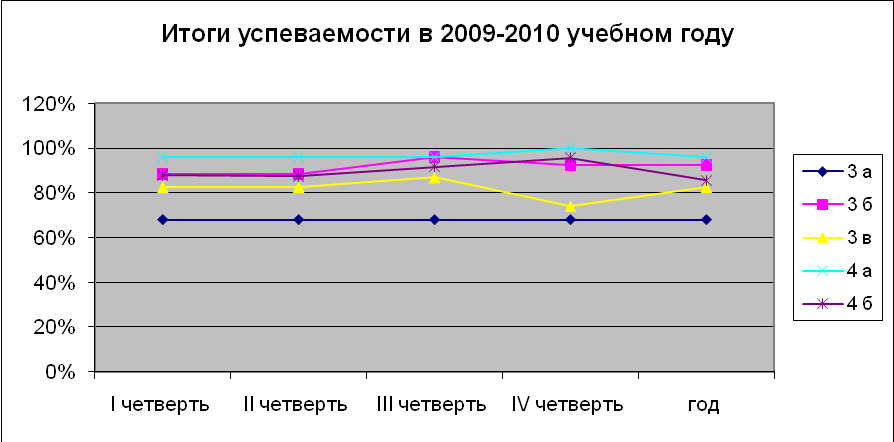 Итоги успеваемости в 2009-2010 учебном году
120%
100%
80%
60%
40%
20%
0%
I четверть II четверть III четверть IV четверть год
3 а
3 б
3 в
4 а
4 б